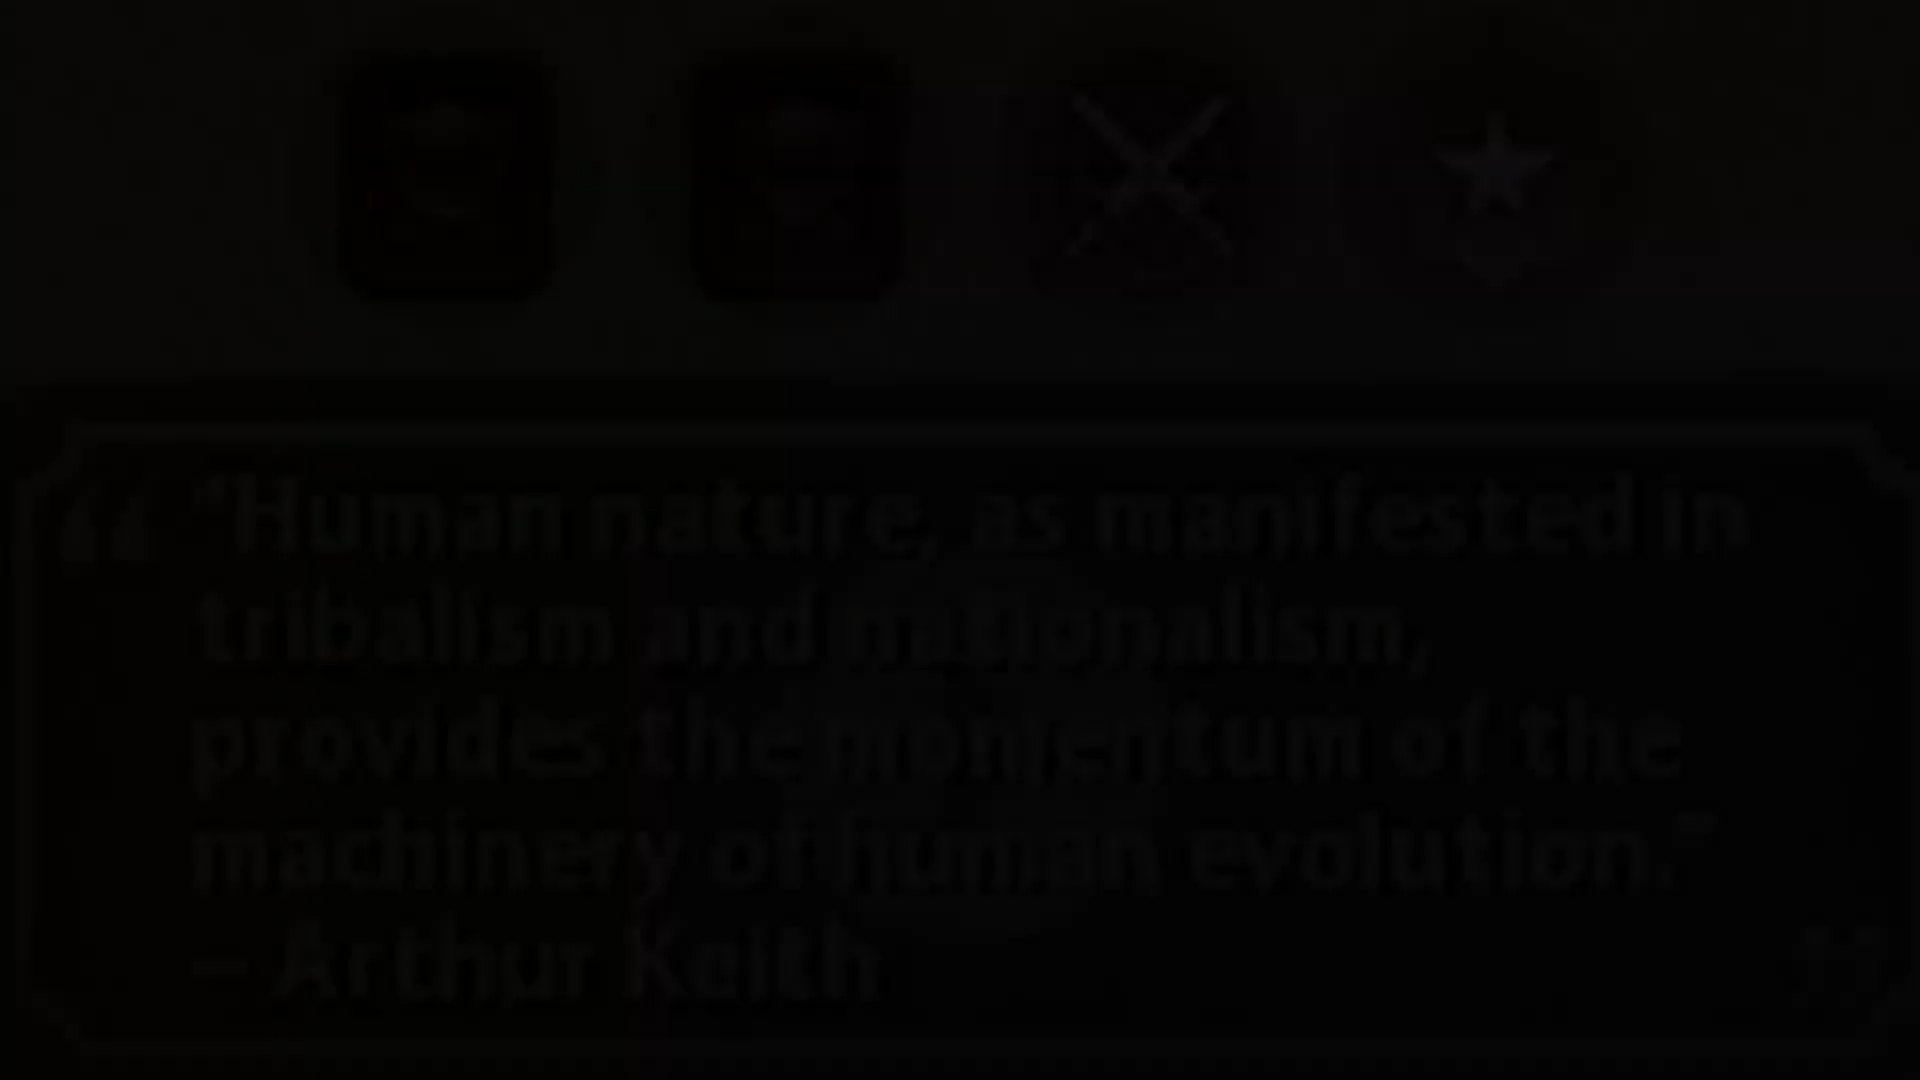 “
"Human nature, as manifested in
tribalism and nationalism,
provides the momentum of the
machinery of human evolution."
– Arthur Keith
”